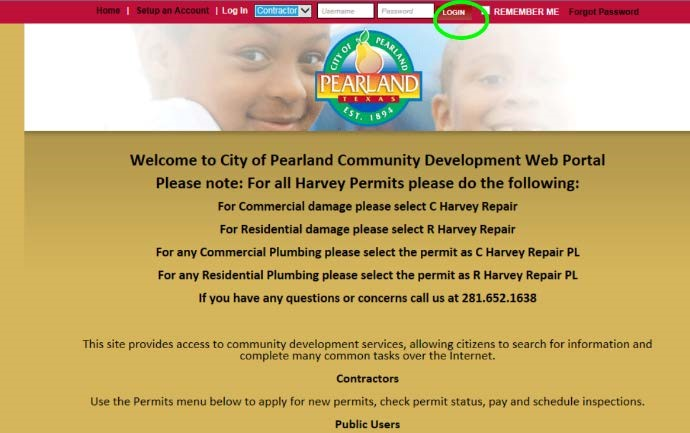 Home | Setup an Account | Log In Contractor Username Password LOGIN REMEMBER ME Forgot Password
CITY OF PEARLAND
PEARLAND
TEXAS
EST. 1894
Welcome to City of Pearland Community Development Web Portal
Please note: For all Harvey Permits please do the following:
For Commercial damage please select C Harvey Repair
For Residential damage please select R Harvey Repair
For any Commercial Plumbing please select the permit as C Harvey Repair PL
For any Residential Plumbing please select the permit as R Harvey Repair PL
If you have any questions or concerns call us at 281.652.1638
This site provides access to community development services, allowing citizens to search for information and
complete many common tasks over the Internet.
Contractors
Use the Permits menu below to apply for new permits, check permit status, pay and schedule inspections.
Public Users